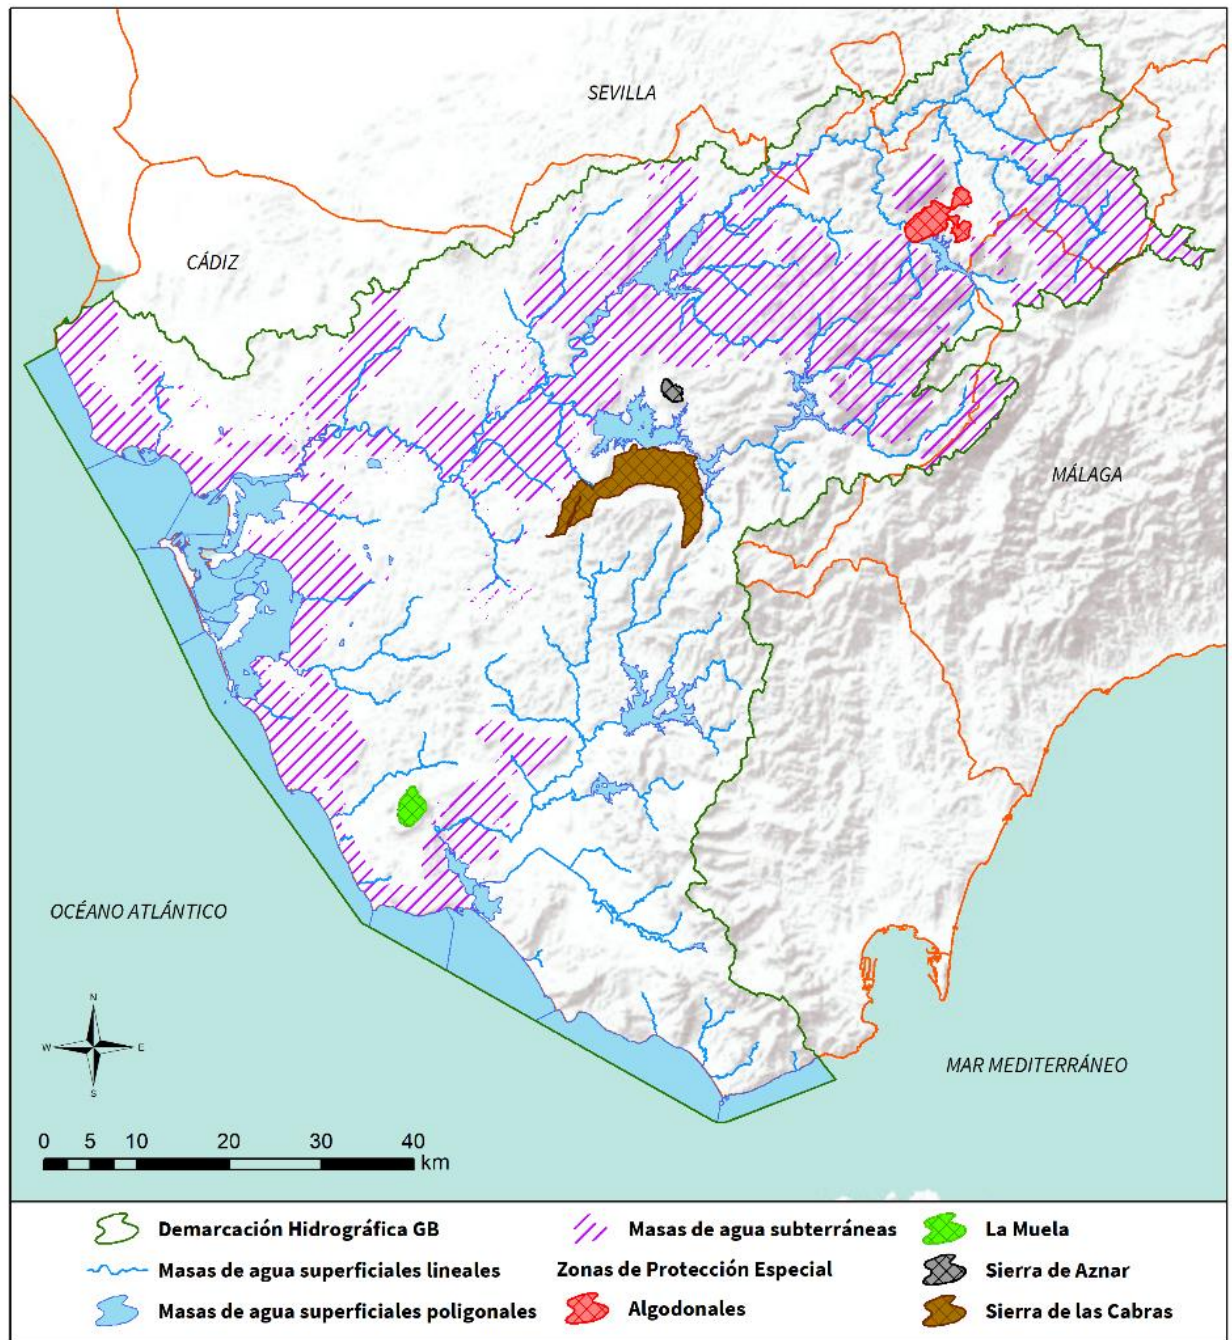 SEVILLA
CÁDIZ
MÁLAGA
OCÉANO ATLÁNTICO
MAR MEDITERRÁNEO
N
W E
S
0 5 10 20 30 40
km
Demarcación Hidrográfica GB
Masas de agua subterráneas
La Muela
Masas de agua superficiales lineales
Zonas de Protección Especial
Sierra de Aznar
Masas de agua superficiales poligonales
Algodonales
Sierra de las Cabras